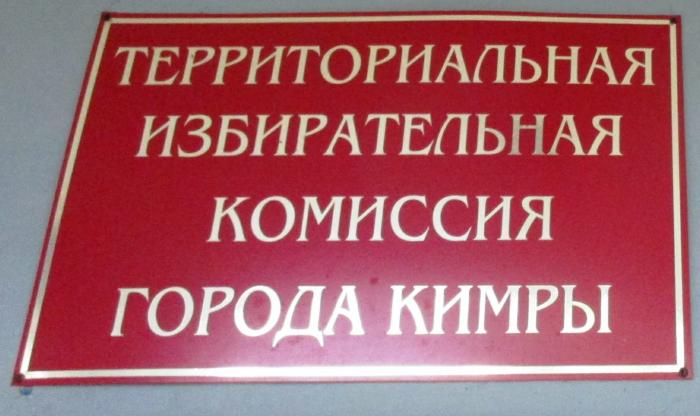 ТЕРРИТОРИАЛЬНАЯ
ИЗБИРАТЕЛЬНАЯ
КОМИССИЯ
ГОРОДА КИМРЫ